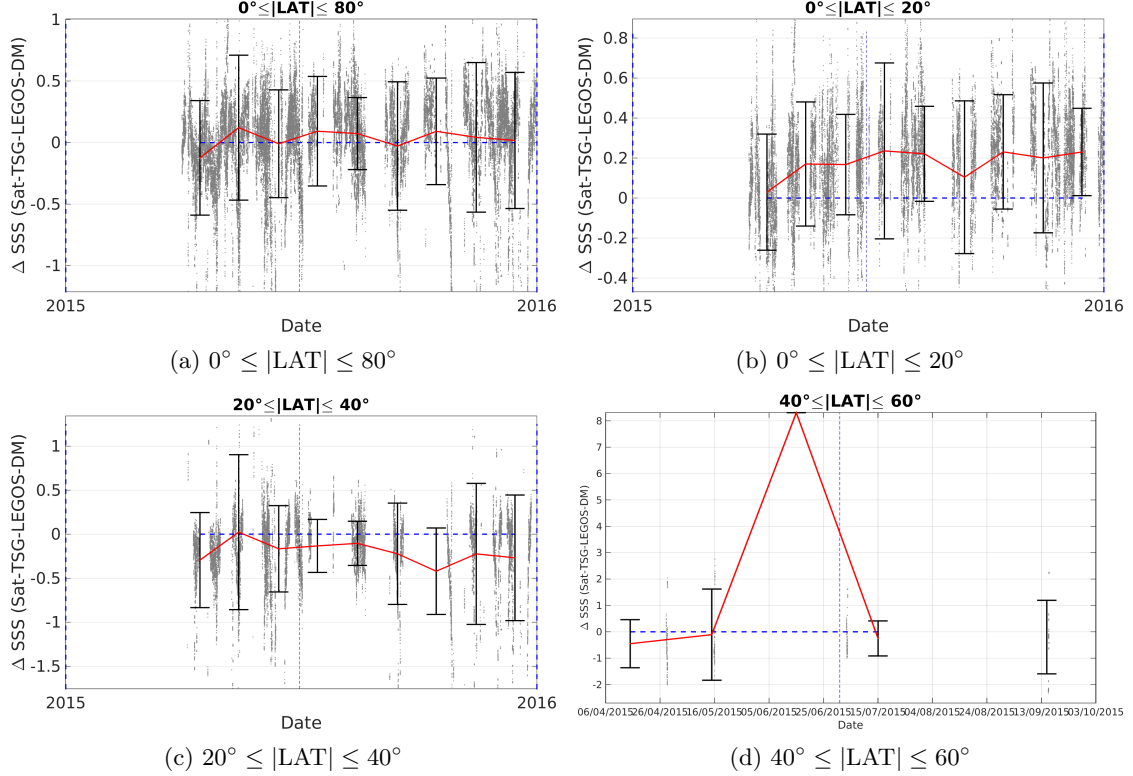 0°≤|LAT|≤ 80°
Δ SSS (Sat-TSG-LEGOS-DM)
1
0.5
0
-0.5
-1
2015
2016
Date
(a) 0° ≤ |LAT| ≤ 80°
0°≤|LAT|≤ 20°
Δ SSS (Sat-TSG-LEGOS-DM)
0.8
0.6
0.4
0.2
0
-0.2
-0.4
2015
2016
Date
(b) 0° ≤ |LAT| ≤ 20°
20°≤|LAT|≤ 40°
Δ SSS (Sat-TSG-LEGOS-DM)
1
0.5
0
-0.5
-1
-1.5
2015
2016
Date
(c) 20° ≤ |LAT| ≤ 40°
40°≤|LAT|≤ 60°
Δ SSS (Sat-TSG-LEGOS-DM)
8
7
6
5
4
3
2
1
0
-1
-2
06/04/2015
26/04/2015
16/05/2015
05/06/2015
25/06/2015
15/07/2015
04/08/2015
24/08/2015
13/09/2015
03/10/2015
Date
(d) 40° ≤ |LAT| ≤ 60°